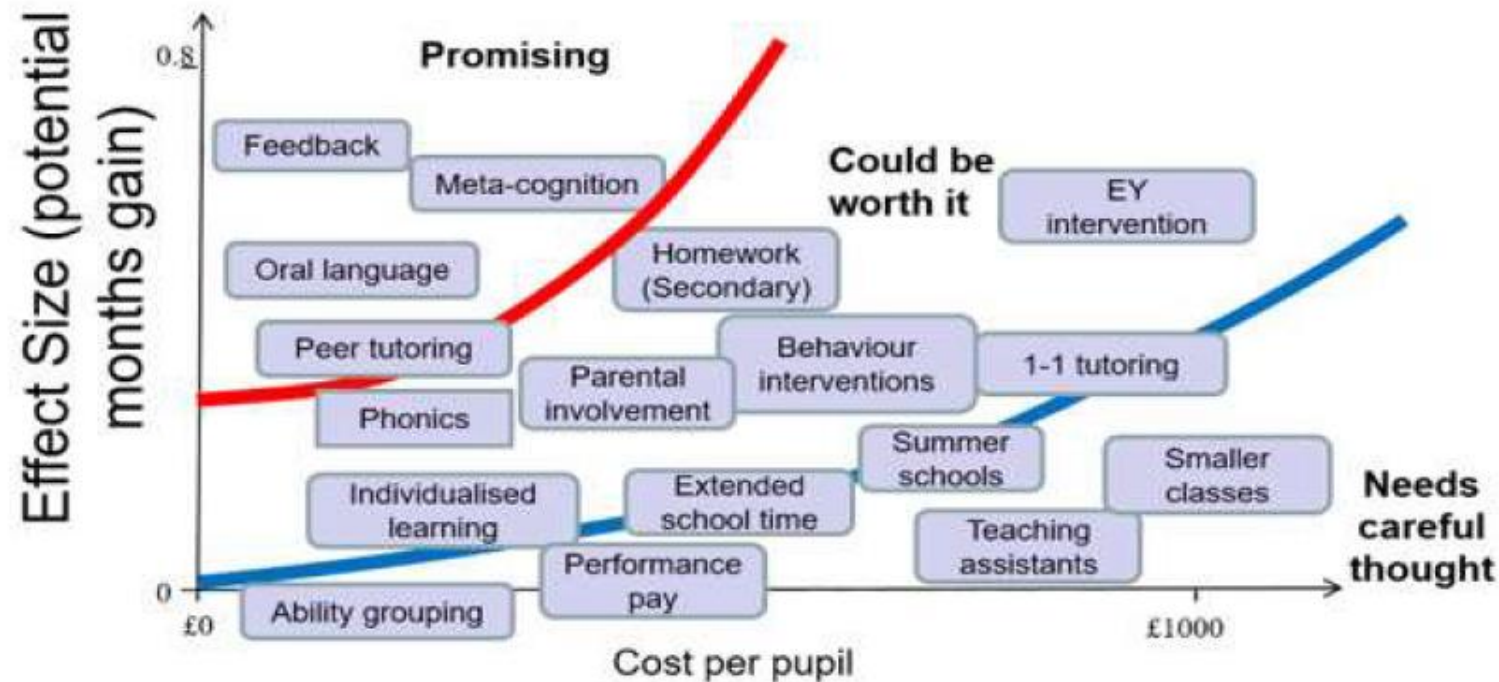 Effect Size (potential
months gain)
0.8
Promising
Feedback
Meta-cognition
Could be
worth it
EY
intervention
Oral language
Homework
(Secondary)
Peer tutoring
Parental
involvement
Behaviour
interventions
1-1 tutoring
Phonics
Summer
schools
Smaller
classes
Individualised
learning
Extended
school time
Teaching
assistants
Needs
careful
thought
Performance
pay
0
Ability grouping
£0
£1000
Cost per pupil